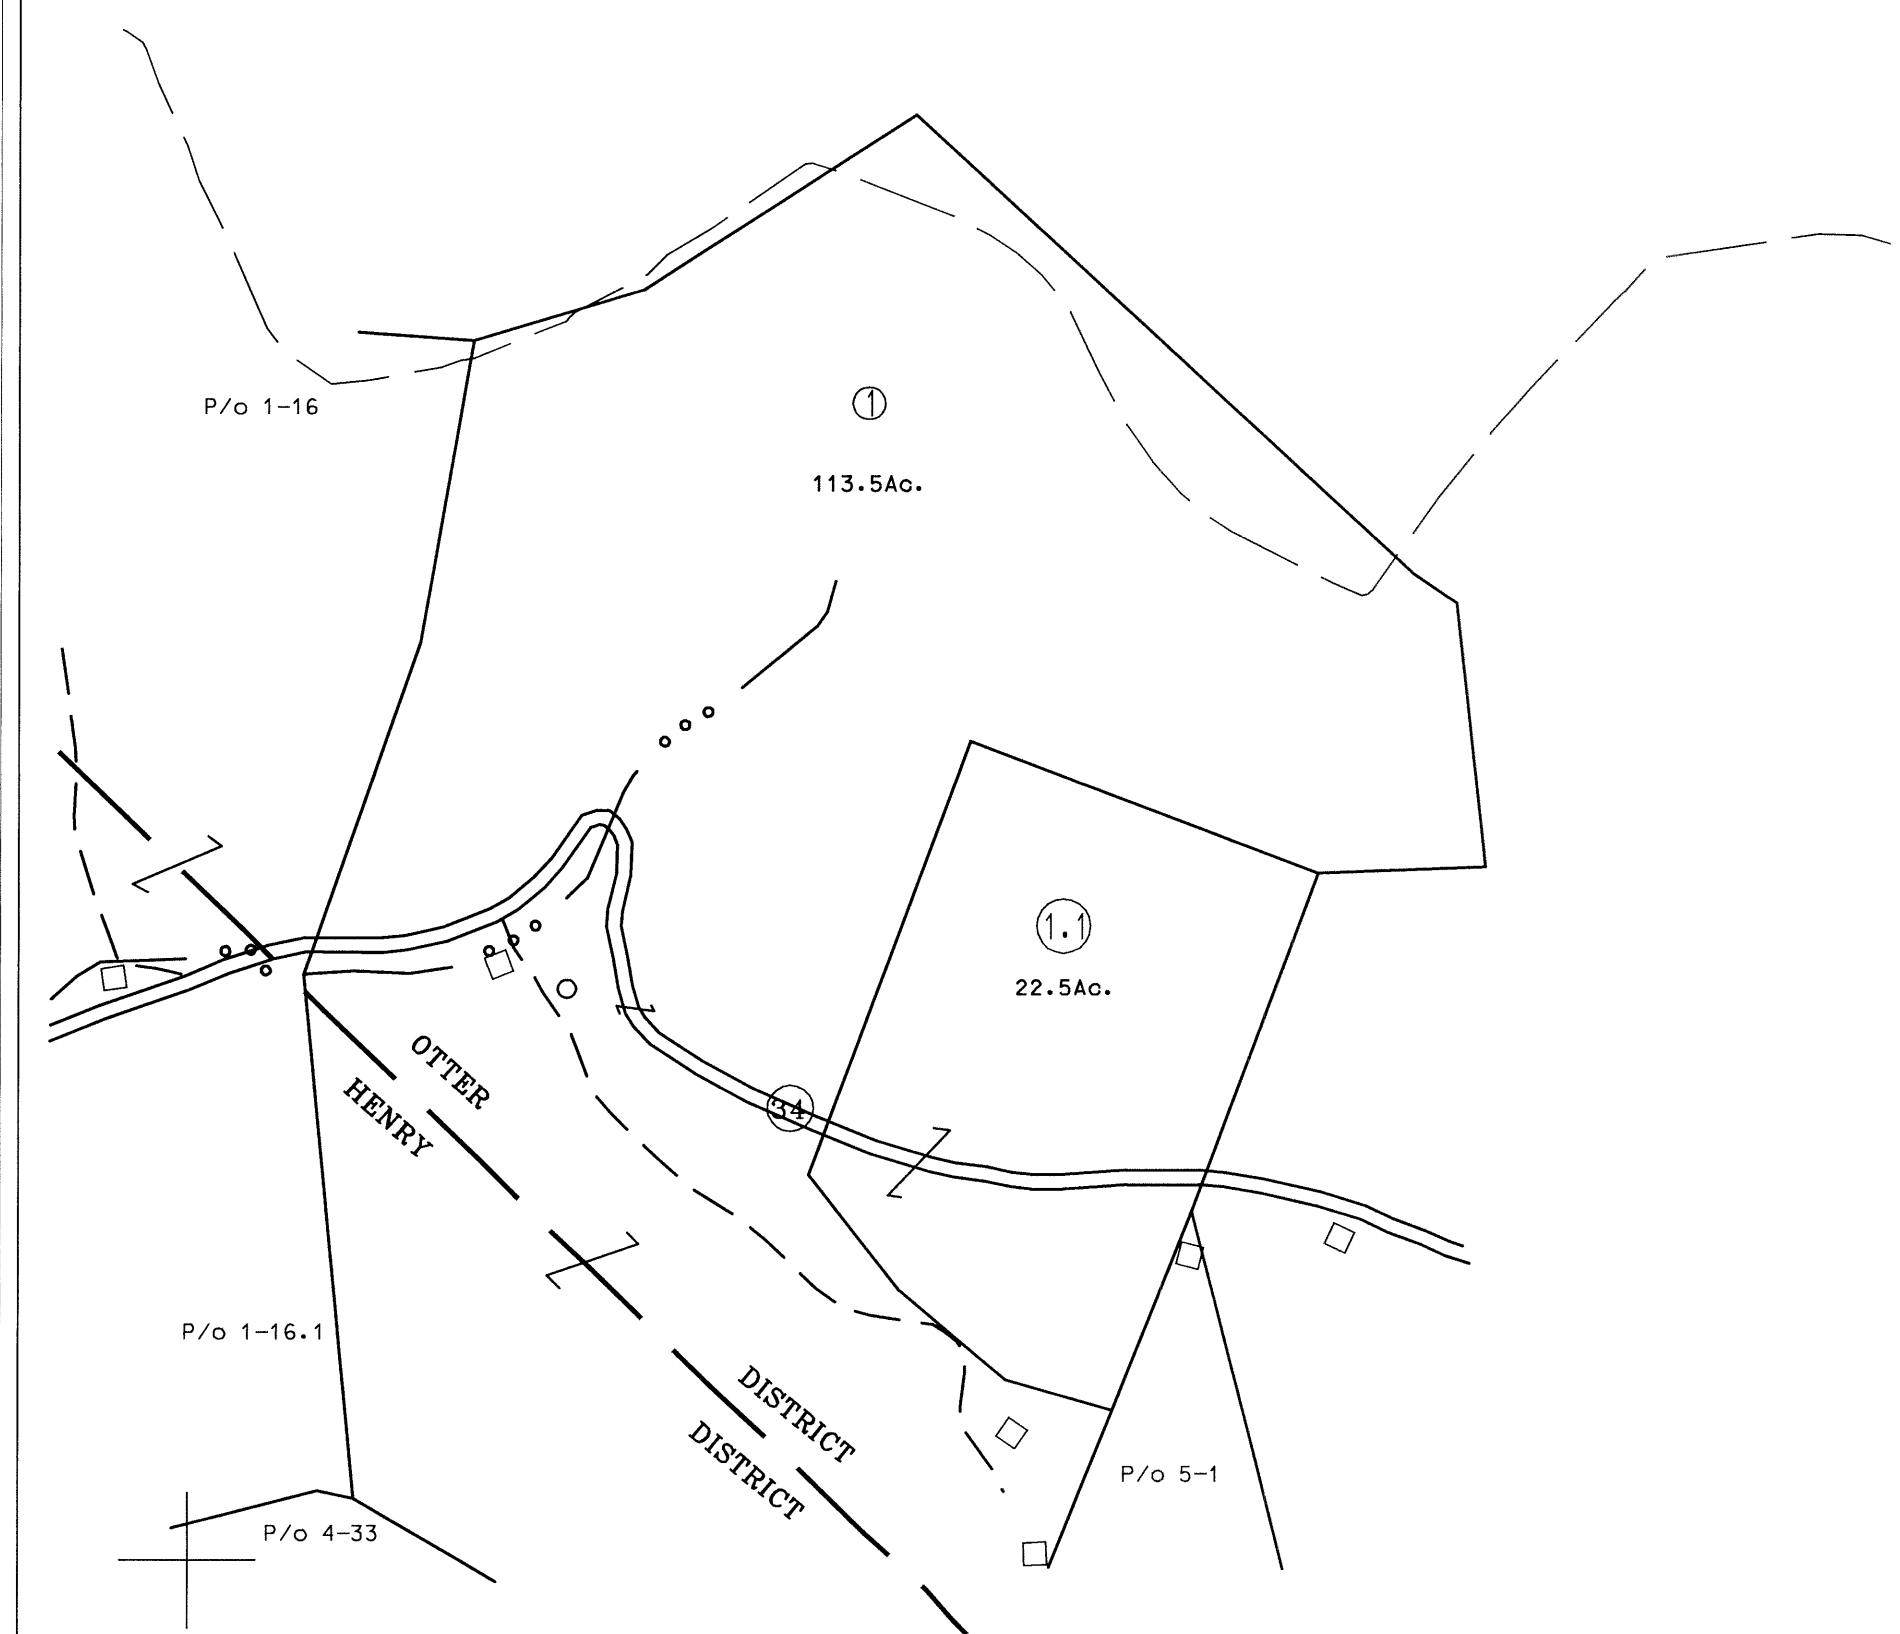 P/o 1-16
1
113.5Ac.
1.1
22.5Ac.
OTTER
HENRY
34
P/o 1-16.1
DISTRICT
DISTRICT
P/o 5-1
P/o 4-33